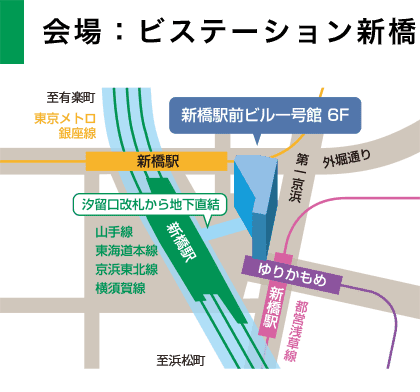 会場：ビステーション新橋
至有楽町
東京メトロ
銀座線
新橋駅前ビル一号館 6F
新橋駅
第一京浜
外堀通り
汐留口改札から地下直結
新橋駅
山手線
東海道本線
京浜東北線
横須賀線
ゆりかもめ
新橋駅
都営浅草線
至浜松町